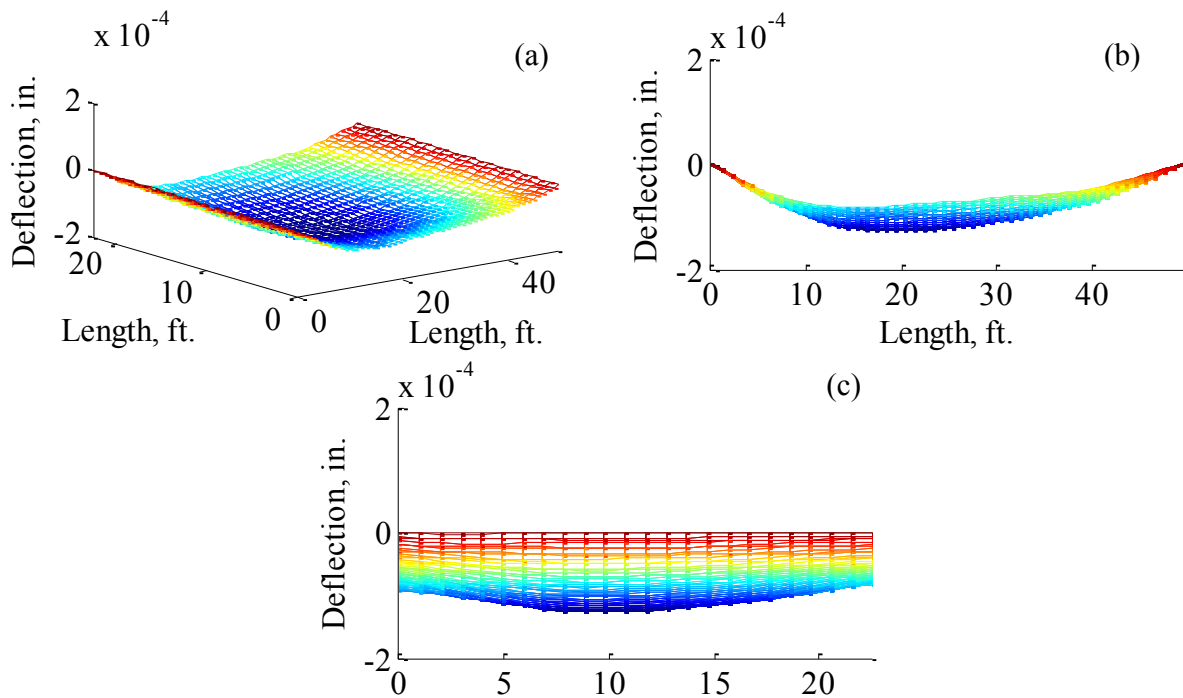 x 10-4
(a)
2
0
-2
Deflection, in.
20
10
0
0
20
40
Length, ft.
Length, ft.
x 10-4
(b)
2
0
-2
Deflection, in.
0 10 20 30 40
Length, ft.
x 10-4
(c)
2
0
-2
Deflection, in.
0 5 10 15 20